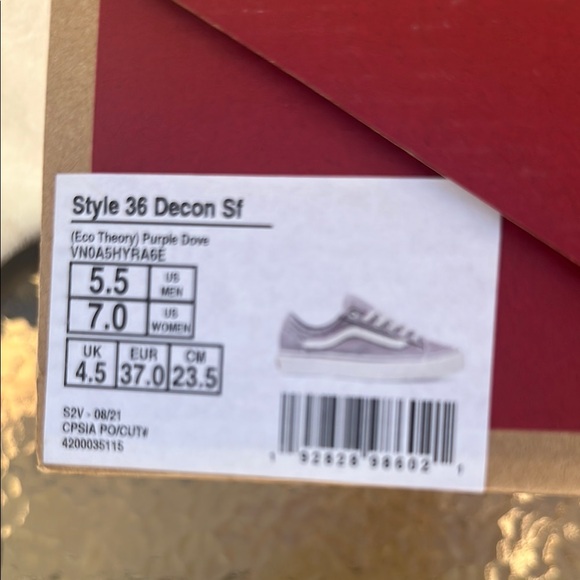 Style 36 Decon Sf
(Eco Theory) Purple Dove
VN0A5HYRA6E
5.5 US MEN
7.0 US WOMEN
UK EUR CM
4.5 37.0 23.5
S2V - 08/21
CPSIA PO/CUT#
4200035115